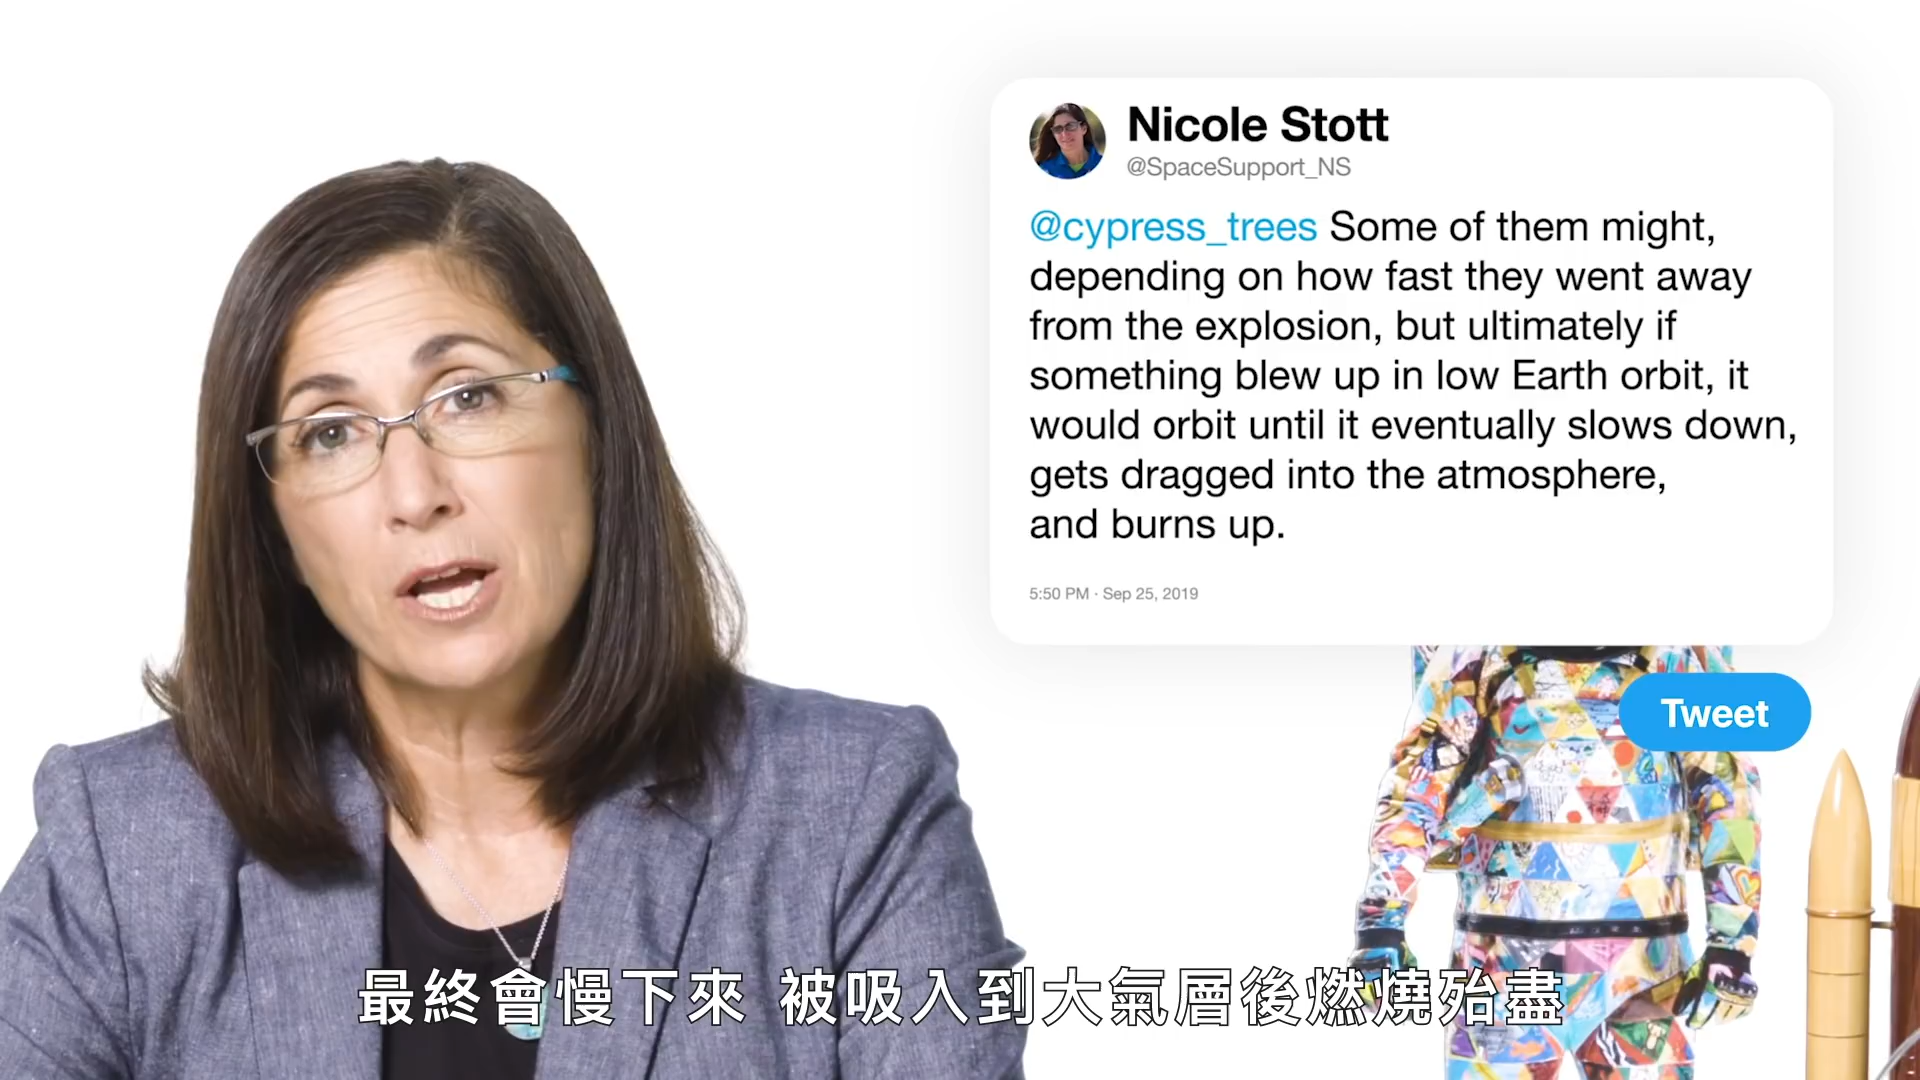 Nicole Stott
@SpaceSupport_NS
@cypress_trees Some of them might,
depending on how fast they went away
from the explosion, but ultimately if
something blew up in low Earth orbit, it
would orbit until it eventually slows down,
gets dragged into the atmosphere,
and burns up.
5:50 PM · Sep 25, 2019
Tweet
最終會慢下來 被吸入到大氣層後燃燒殆盡